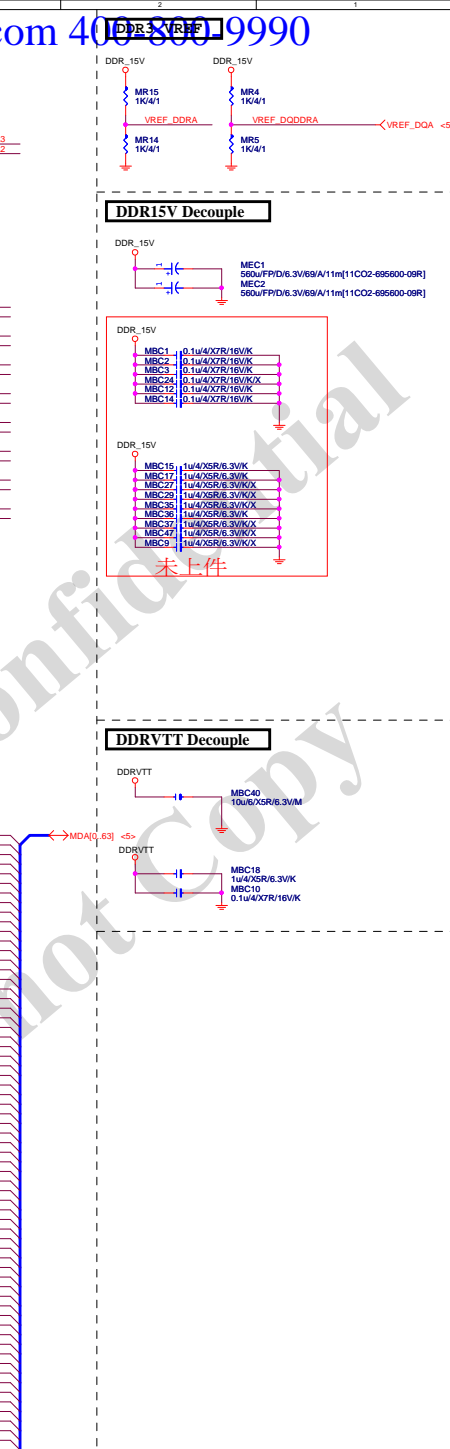 2 1
com 400-800-9990
DDR3 VREF
DDR_15V DDR_15V
MR15
1K/4/1
MR4
1K/4/1
VREF_DDRA VREF_DQDDRA VREF_DQA <5
MR14
1K/4/1
MR5
1K/4/1
3
2
DDR15V Decouple
DDR_15V
1 MEC1
560u/FP/D/6.3V/69/A/11m[11CO2-695600-09R]
1 MEC2
560u/FP/D/6.3V/69/A/11m[11CO2-695600-09R]
DDR_15V
MBC1 0.1u/4/X7R/16V/K
MBC2 0.1u/4/X7R/16V/K
MBC3 0.1u/4/X7R/16V/K
MBC24 0.1u/4/X7R/16V/K/X
MBC12 0.1u/4/X7R/16V/K
MBC14 0.1u/4/X7R/16V/K
DDR_15V
MBC15 1u/4/X5R/6.3V/K
MBC17 1u/4/X5R/6.3V/K/X
MBC27 1u/4/X5R/6.3V/K/X
MBC29 1u/4/X5R/6.3V/K/X
MBC35 1u/4/X5R/6.3V/K/X
MBC36 1u/4/X5R/6.3V/K
MBC37 1u/4/X5R/6.3V/K/X
MBC47 1u/4/X5R/6.3V/K/X
MBC9 1u/4/X5R/6.3V/K/X
未上件
DDRVTT Decouple
DDRVTT
MBC40
10u/6/X5R/6.3V/M
MDA[0..63] <5>
DDRVTT
MBC18
1u/4/X5R/6.3V/K
MBC10
0.1u/4/X7R/16V/K
Confidential
not Copy